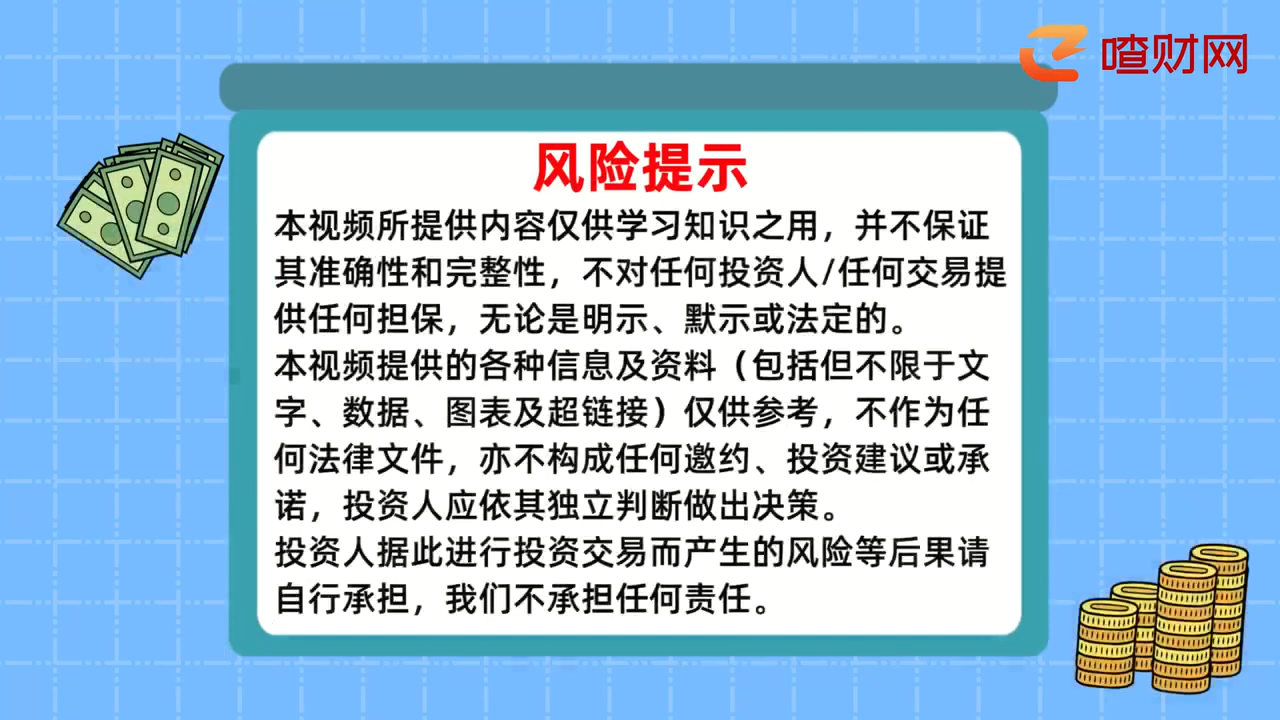 喳财网
风险提示
本视频所提供内容仅供学习知识之用，并不保证
其准确性和完整性，不对任何投资人/任何交易提
供任何担保，无论是明示、默示或法定的。
本视频提供的各种信息及资料（包括但不限于文
字、数据、图表及超链接）仅供参考，不作为任
何法律文件，亦不构成任何邀约、投资建议或承
诺，投资人应依其独立判断做出决策。
投资人据此进行投资交易而产生的风险等后果请
自行承担，我们不承担任何责任。